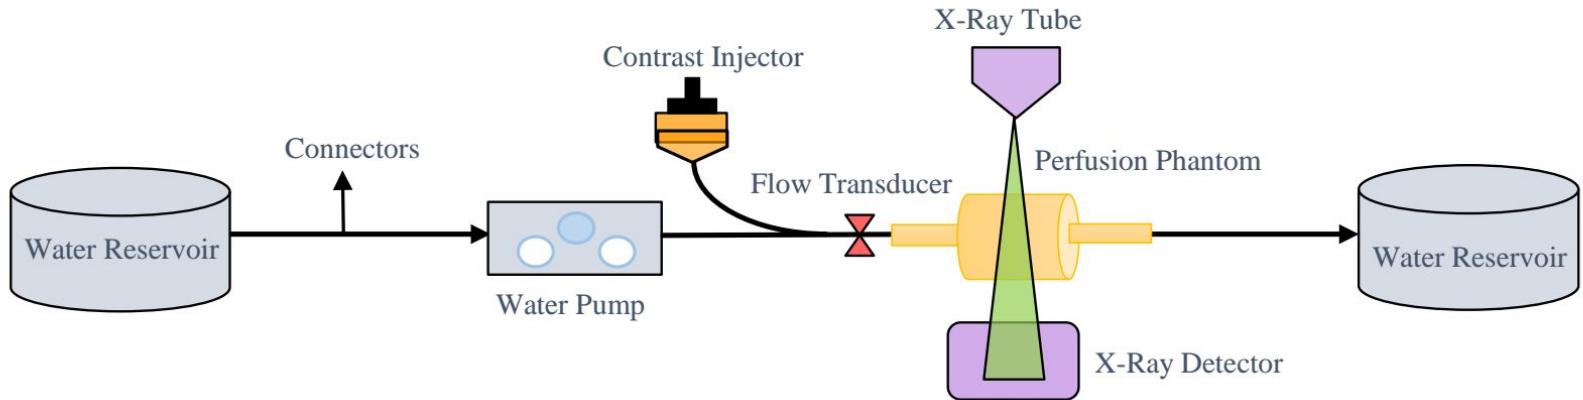 X-Ray Tube
Contrast Injector
Connectors
Perfusion Phantom
Flow Transducer
Water Reservoir
Water Reservoir
Water Pump
X-Ray Detector